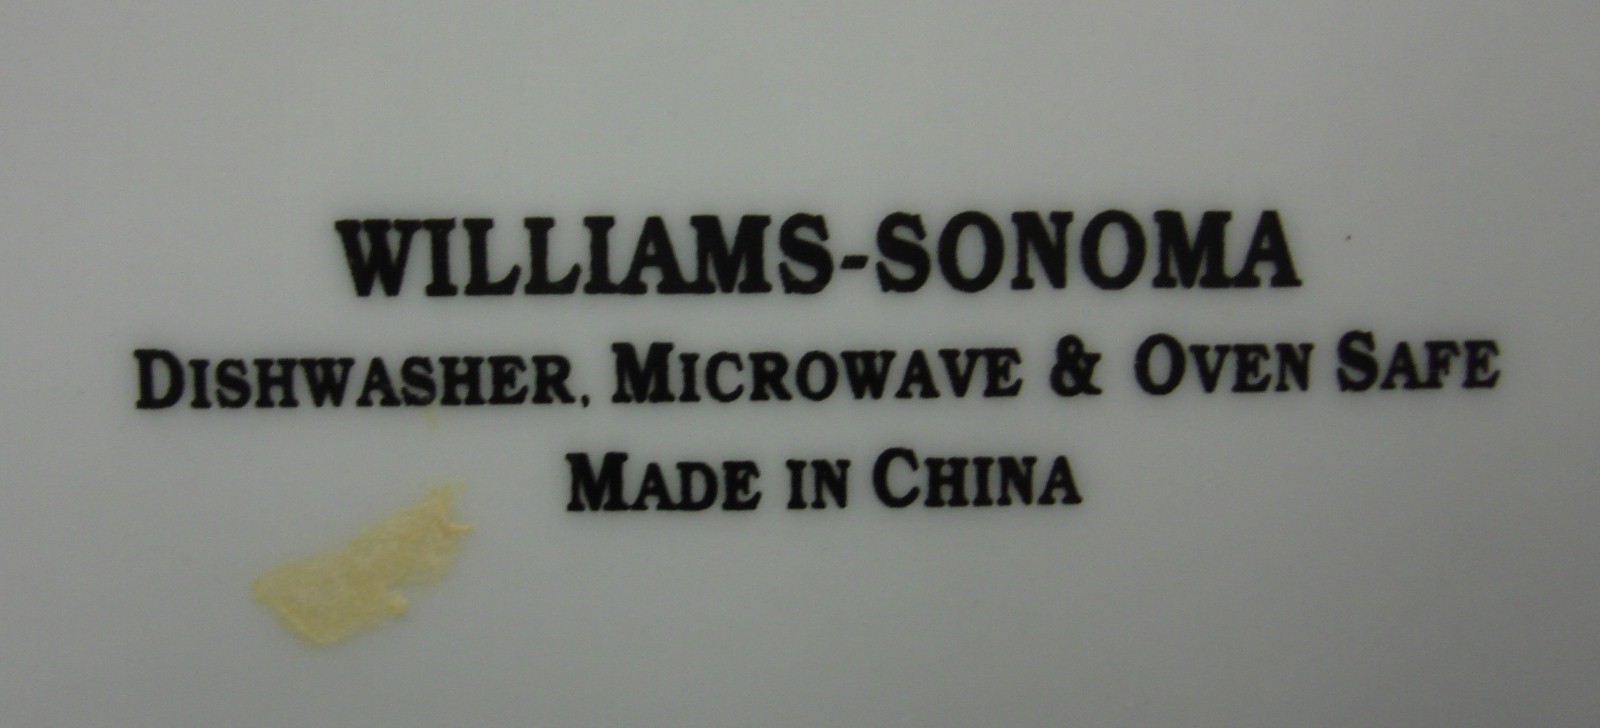 WILLIAMS-SONOMA
DISHWASHER, MICROWAVE & OVEN SAFE
MADE IN CHINA